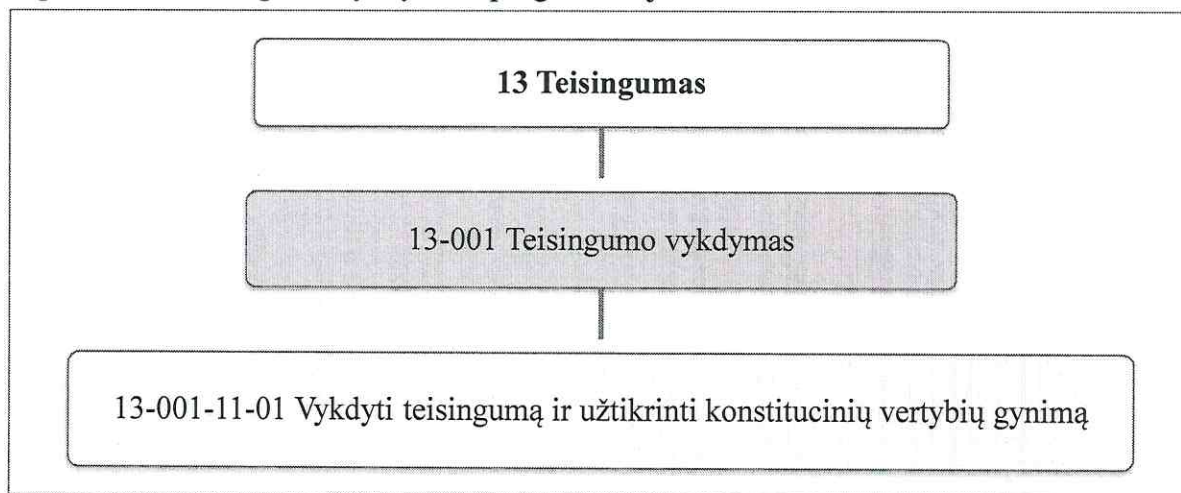 13 Teisingumas
13-001 Teisingumo vykdymas
13-001-11-01 Vykdyti teisingumą ir užtikrinti konstitucinių vertybių gynimą